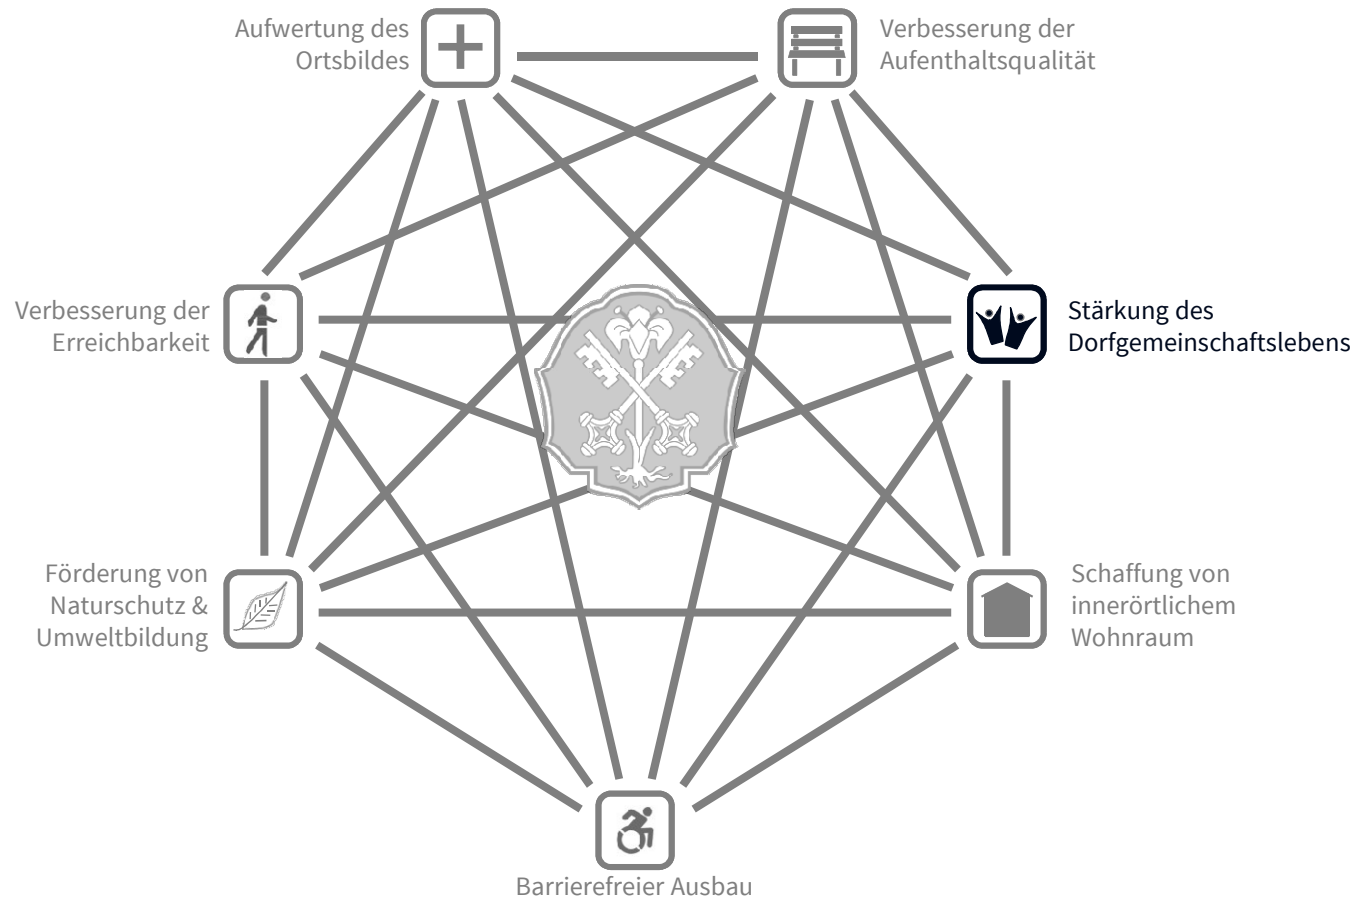 Aufwertung des
Ortsbildes
Verbesserung der
Aufenthaltsqualität
Verbesserung der
Erreichbarkeit
Stärkung des
Dorfgemeinschaftslebens
Förderung von
Naturschutz &
Umweltbildung
Schaffung von
innerörtlichem
Wohnraum
Barrierefreier Ausbau